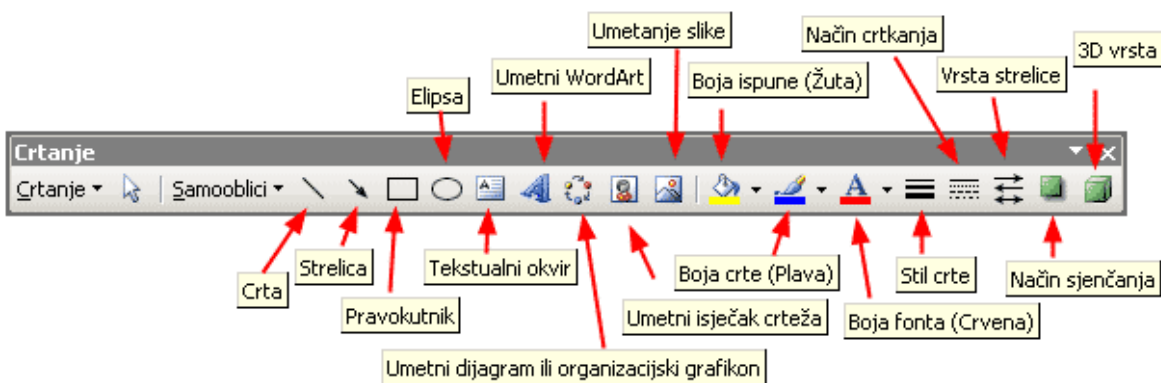 Umetanje slike
Način crtkanja
3D vrsta
Umetni WordArt
Boja ispune (Žuta)
Vrsta strelice
Elipsa
Crtanje
Crtanje
Samooblici
A
A
A
Strelica
Tekstualni okvir
Boja crte (Plava)
Stil crte
Način sjenčanja
Crta
Pravokutnik
Umetni isječak crteža
Boja fonta (Crvena)
Umetni dijagram ili organizacijski grafikon